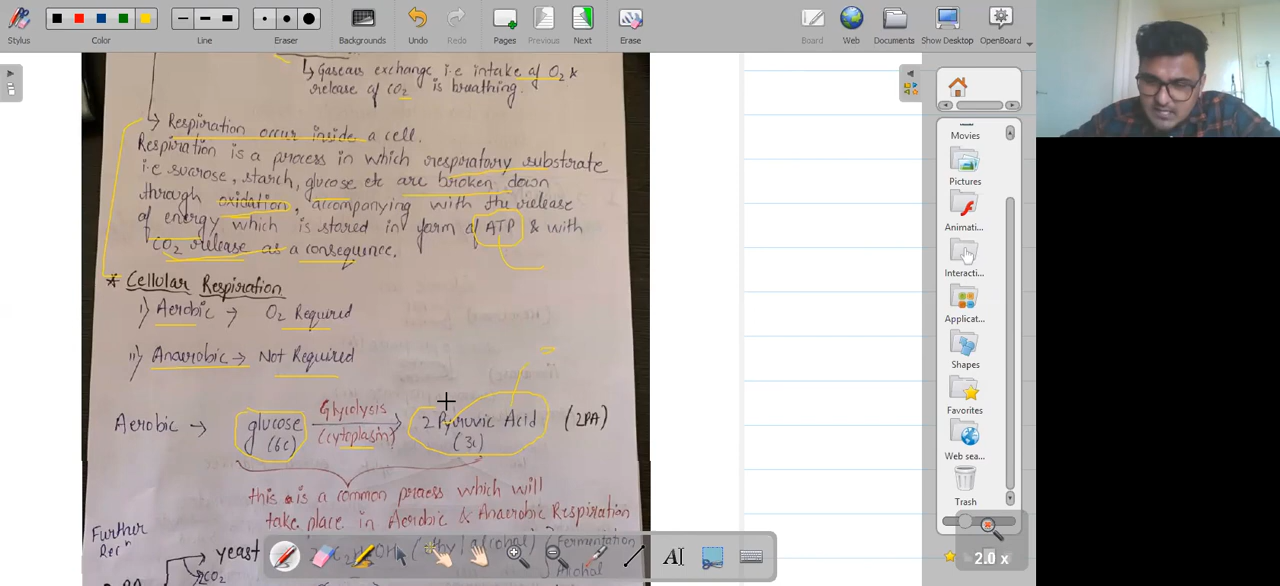 Stylus
Color
Line
Eraser
Backgrounds
Undo
Redo
Pages
Previous
Next
Erase
Board
Web
Documents
Show Desktop
OpenBoard
↳ Gaseous exchange i.e intake of O2 &
release of CO2 is breathing.
↳ Respiration occur inside a cell.
Respiration is a process in which respiratory substrate
i.e sucrose, starch, glucose etc are broken down
through oxidation, accompanying with the release
of energy, which is stored in form of ATP & with
CO2 release as a consequence.
* Cellular Respiration
i) Aerobic → O2 Required
ii) Anaerobic → Not Required
Aerobic → glucose (6c) Glycolysis (cytoplasm) → 2 Pyruvic Acid (3c) (2PA)
this is a common process which will
take place in Aerobic & Anaerobic Respiration
Further
Rec^n
yeast
2CO2
Fermentation
Movies
Pictures
Animati...
Interacti...
Applicat...
Shapes
Favorites
Web sea...
Trash
2.0 x